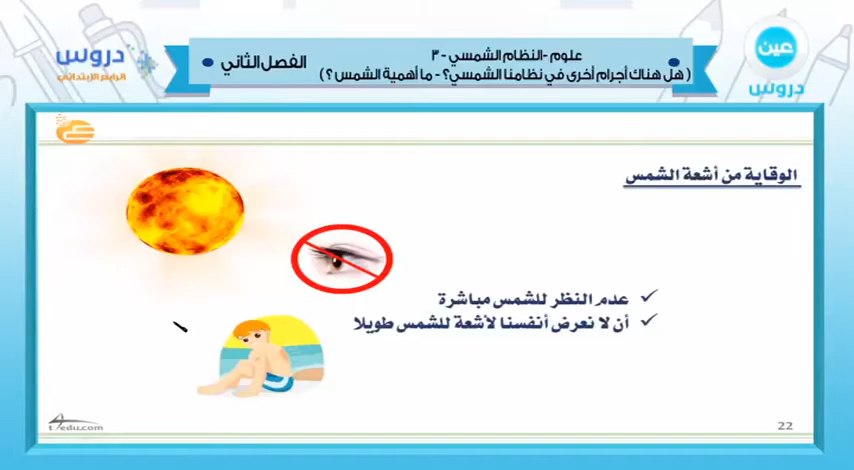 علوم -النظام الشمسي - ٣
( هل هناك أجرام أخرى في نظامنا الشمسي؟ - ما أهمية الشمس ؟)
الفصل الثاني
عين
دروس
دروس
الرابع الإبتدائي
الوقاية من أشعة الشمس
عدم النظر للشمس مباشرة
أن لا نعرض أنفسنا لأشعة للشمس طويلا
t4edu.com
22